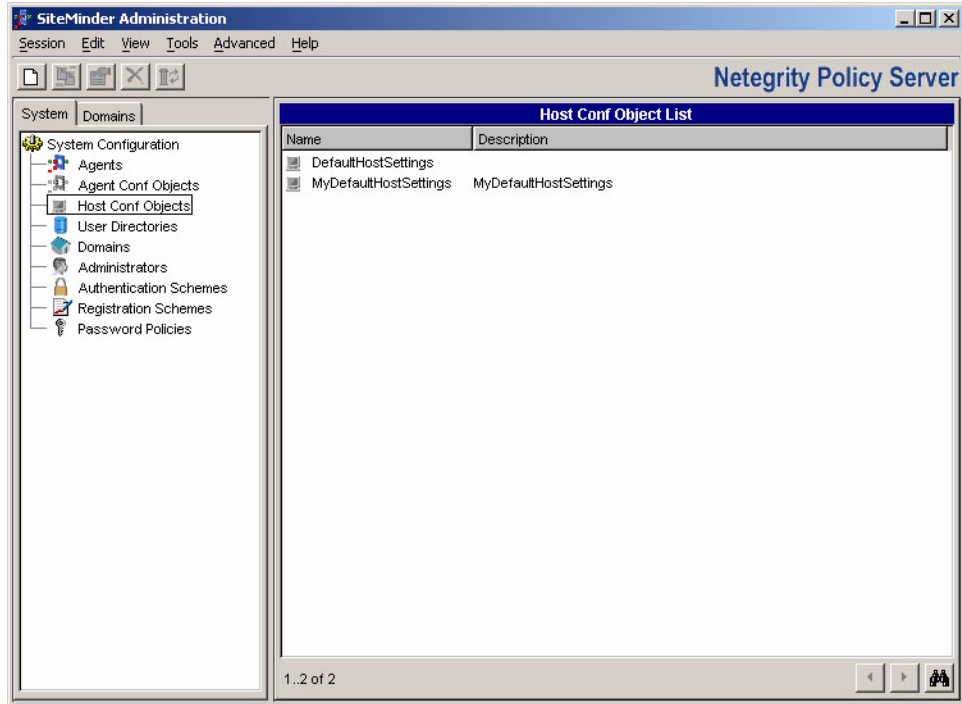 SiteMinder Administration
Session Edit View Tools Advanced Help
Netegrity Policy Server
System Domains
System Configuration
Agents
Agent Conf Objects
Host Conf Objects
User Directories
Domains
Administrators
Authentication Schemes
Registration Schemes
Password Policies
Host Conf Object List
Name Description
DefaultHostSettings
MyDefaultHostSettings MyDefaultHostSettings
1..2 of 2